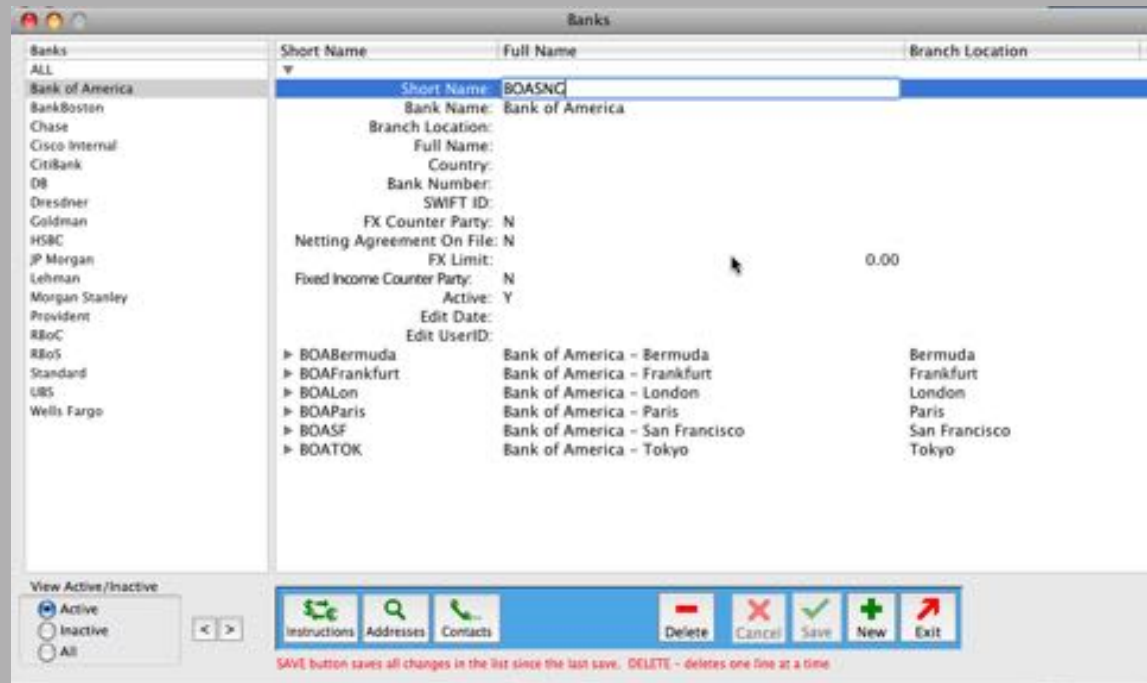 Banks
Banks
ALL
Bank of America
BankBoston
Chase
Cisco Internal
CitiBank
DB
Dresdner
Goldman
HSBC
JP Morgan
Lehman
Morgan Stanley
Provident
RBoC
RBoS
Standard
UBS
Wells Fargo
Short Name Full Name Branch Location
Short Name: BOASNG
Bank Name: Bank of America
Branch Location:
Full Name:
Country:
Bank Number:
SWIFT ID:
FX Counter Party: N
Netting Agreement On File: N
FX Limit: 0.00
Fixed Income Counter Party: N
Active: Y
Edit Date:
Edit UserID:
BOABermuda Bank of America - Bermuda Bermuda
BOAFrankfurt Bank of America - Frankfurt Frankfurt
BOALon Bank of America - London London
BOAParis Bank of America - Paris Paris
BOASF Bank of America - San Francisco San Francisco
BOATOK Bank of America - Tokyo Tokyo
View Active/Inactive
Active
Inactive
All
< >
Instructions Addresses Contacts Delete Cancel Save New Exit
SAVE button saves all changes in the list since the last save. DELETE - deletes one line at a time